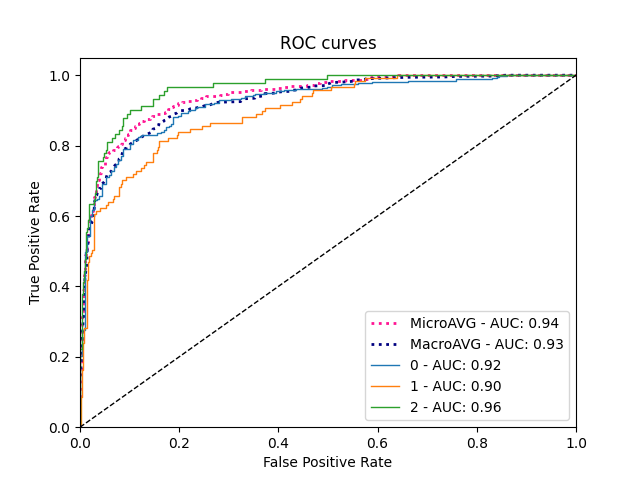 ROC curves
True Positive Rate
1.0
0.8
0.6
0.4
0.2
0.0
MicroAVG - AUC: 0.94
MacroAVG - AUC: 0.93
0 - AUC: 0.92
1 - AUC: 0.90
2 - AUC: 0.96
0.0 0.2 0.4 0.6 0.8 1.0
False Positive Rate